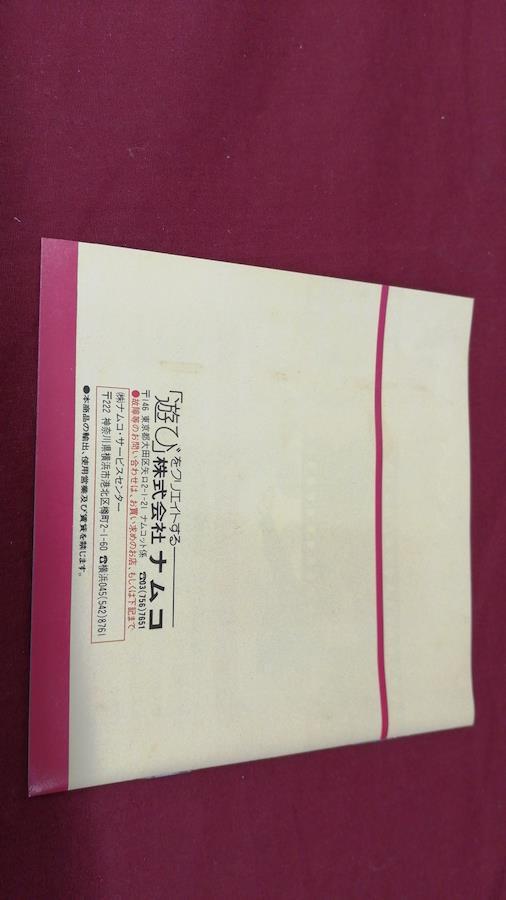 「遊び」をクリエイトする
株式会社 ナムコ
〒146 東京都大田区矢口2-1-21 ナムコット係 ☎03(756)7651
●故障等のお問い合わせは、お買い求めのお店、もしくは下記まで
㈱ナムコ・サービスセンター
〒222 神奈川県横浜市港北区樽町2-1-60 ☎横浜045(542)8761
●本商品の輸出、使用営業及び賃貸を禁じます。